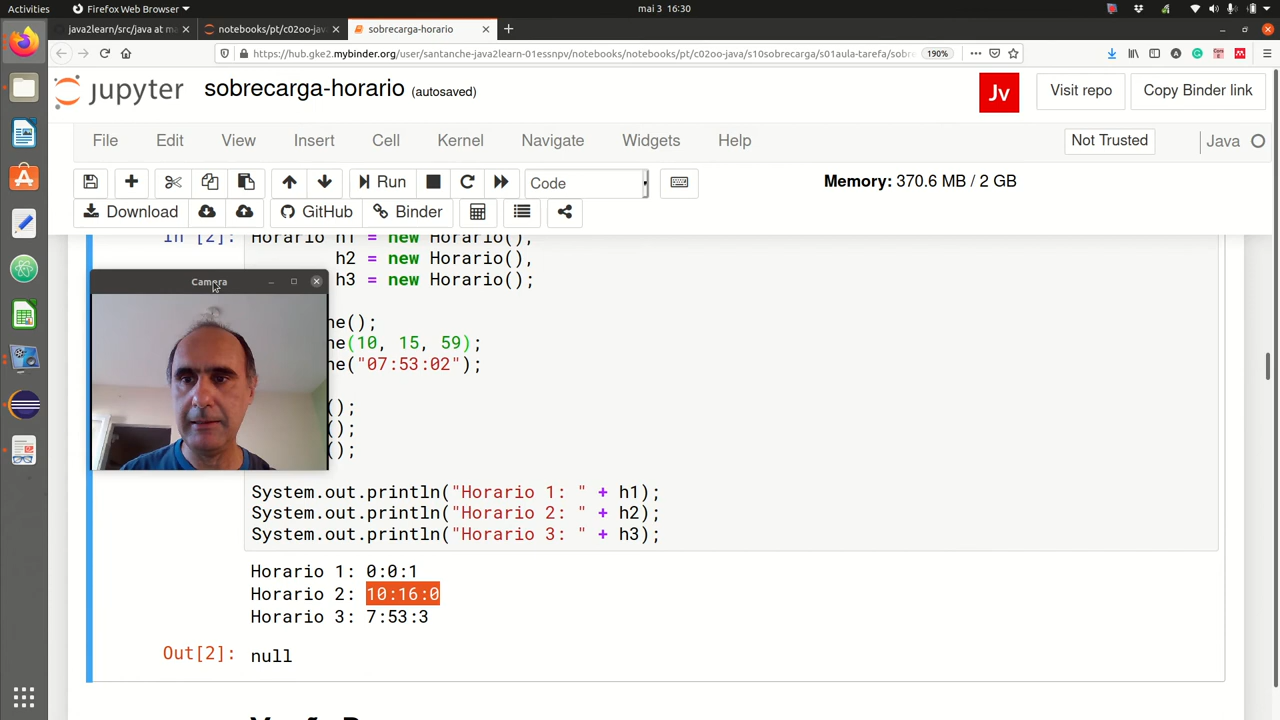 Activities
Firefox Web Browser
mai 3 16:30
java2learn/src/java at m
notebooks/pt/c02oo-java
sobrecarga-horario
https://hub.gke2.mybinder.org/user/santanche-java2learn-01essnpv/notebooks/notebooks/pt/c02oo-java/s10sobrecarga/s01aula-tarefa/sobre
190%
jupyter
sobrecarga-horario (autosaved)
Jv
Visit repo
Copy Binder link
File
Edit
View
Insert
Cell
Kernel
Navigate
Widgets
Help
Not Trusted
Java
Run
Code
Memory: 370.6 MB / 2 GB
Download
GitHub
Binder
In [2]: Horario h1 = new Horario(),
h2 = new Horario(),
h3 = new Horario();
Camera
ne();
ne(10, 15, 59);
ne("07:53:02");
();
();
();
System.out.println("Horario 1: " + h1);
System.out.println("Horario 2: " + h2);
System.out.println("Horario 3: " + h3);
Horario 1: 0:0:1
Horario 2: 10:16:0
Horario 3: 7:53:3
Out[2]: null